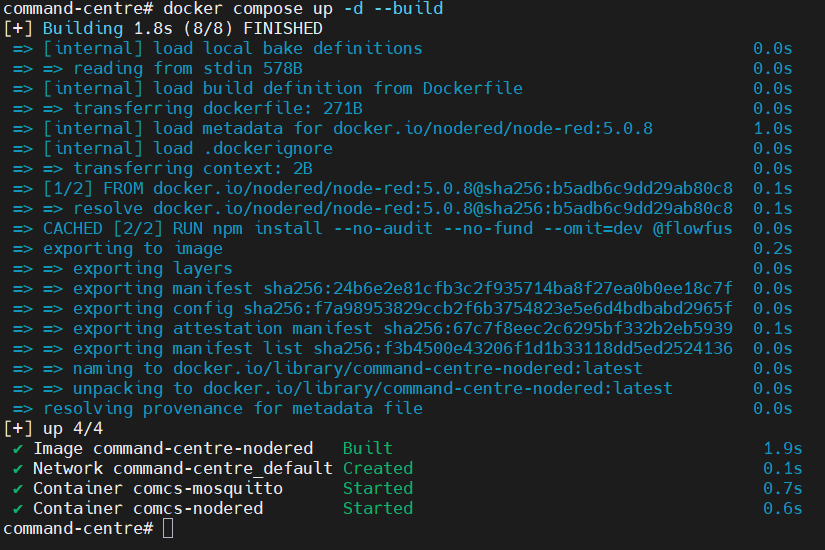 command-centre# docker compose up -d --build
[+] Building 1.8s (8/8) FINISHED
=> [internal] load local bake definitions 0.0s
=> => reading from stdin 578B 0.0s
=> [internal] load build definition from Dockerfile 0.0s
=> => transferring dockerfile: 271B 0.0s
=> [internal] load metadata for docker.io/nodered/node-red:5.0.8 1.0s
=> [internal] load .dockerignore 0.0s
=> => transferring context: 2B 0.0s
=> [1/2] FROM docker.io/nodered/node-red:5.0.8@sha256:b5adb6c9dd29ab80c8 0.1s
=> => resolve docker.io/nodered/node-red:5.0.8@sha256:b5adb6c9dd29ab80c8 0.1s
=> CACHED [2/2] RUN npm install --no-audit --no-fund --omit=dev @flowfus 0.0s
=> exporting to image 0.2s
=> => exporting layers 0.0s
=> => exporting manifest sha256:24b6e2e81cfb3c2f935714ba8f27ea0b0ee18c7f 0.0s
=> => exporting config sha256:f7a98953829ccb2f6b3754823e5e6d4bdbabd2965f 0.0s
=> => exporting attestation manifest sha256:67c7f8eec2c6295bf332b2eb5939 0.1s
=> => exporting manifest list sha256:f3b4500e43206f1d1b33118dd5ed2524136 0.0s
=> => naming to docker.io/library/command-centre-nodered:latest 0.0s
=> => unpacking to docker.io/library/command-centre-nodered:latest 0.0s
=> resolving provenance for metadata file 0.0s
[+] up 4/4
✔ Image command-centre-nodered Built 1.9s
✔ Network command-centre_default Created 0.1s
✔ Container comcs-mosquitto Started 0.7s
✔ Container comcs-nodered Started 0.6s
command-centre#